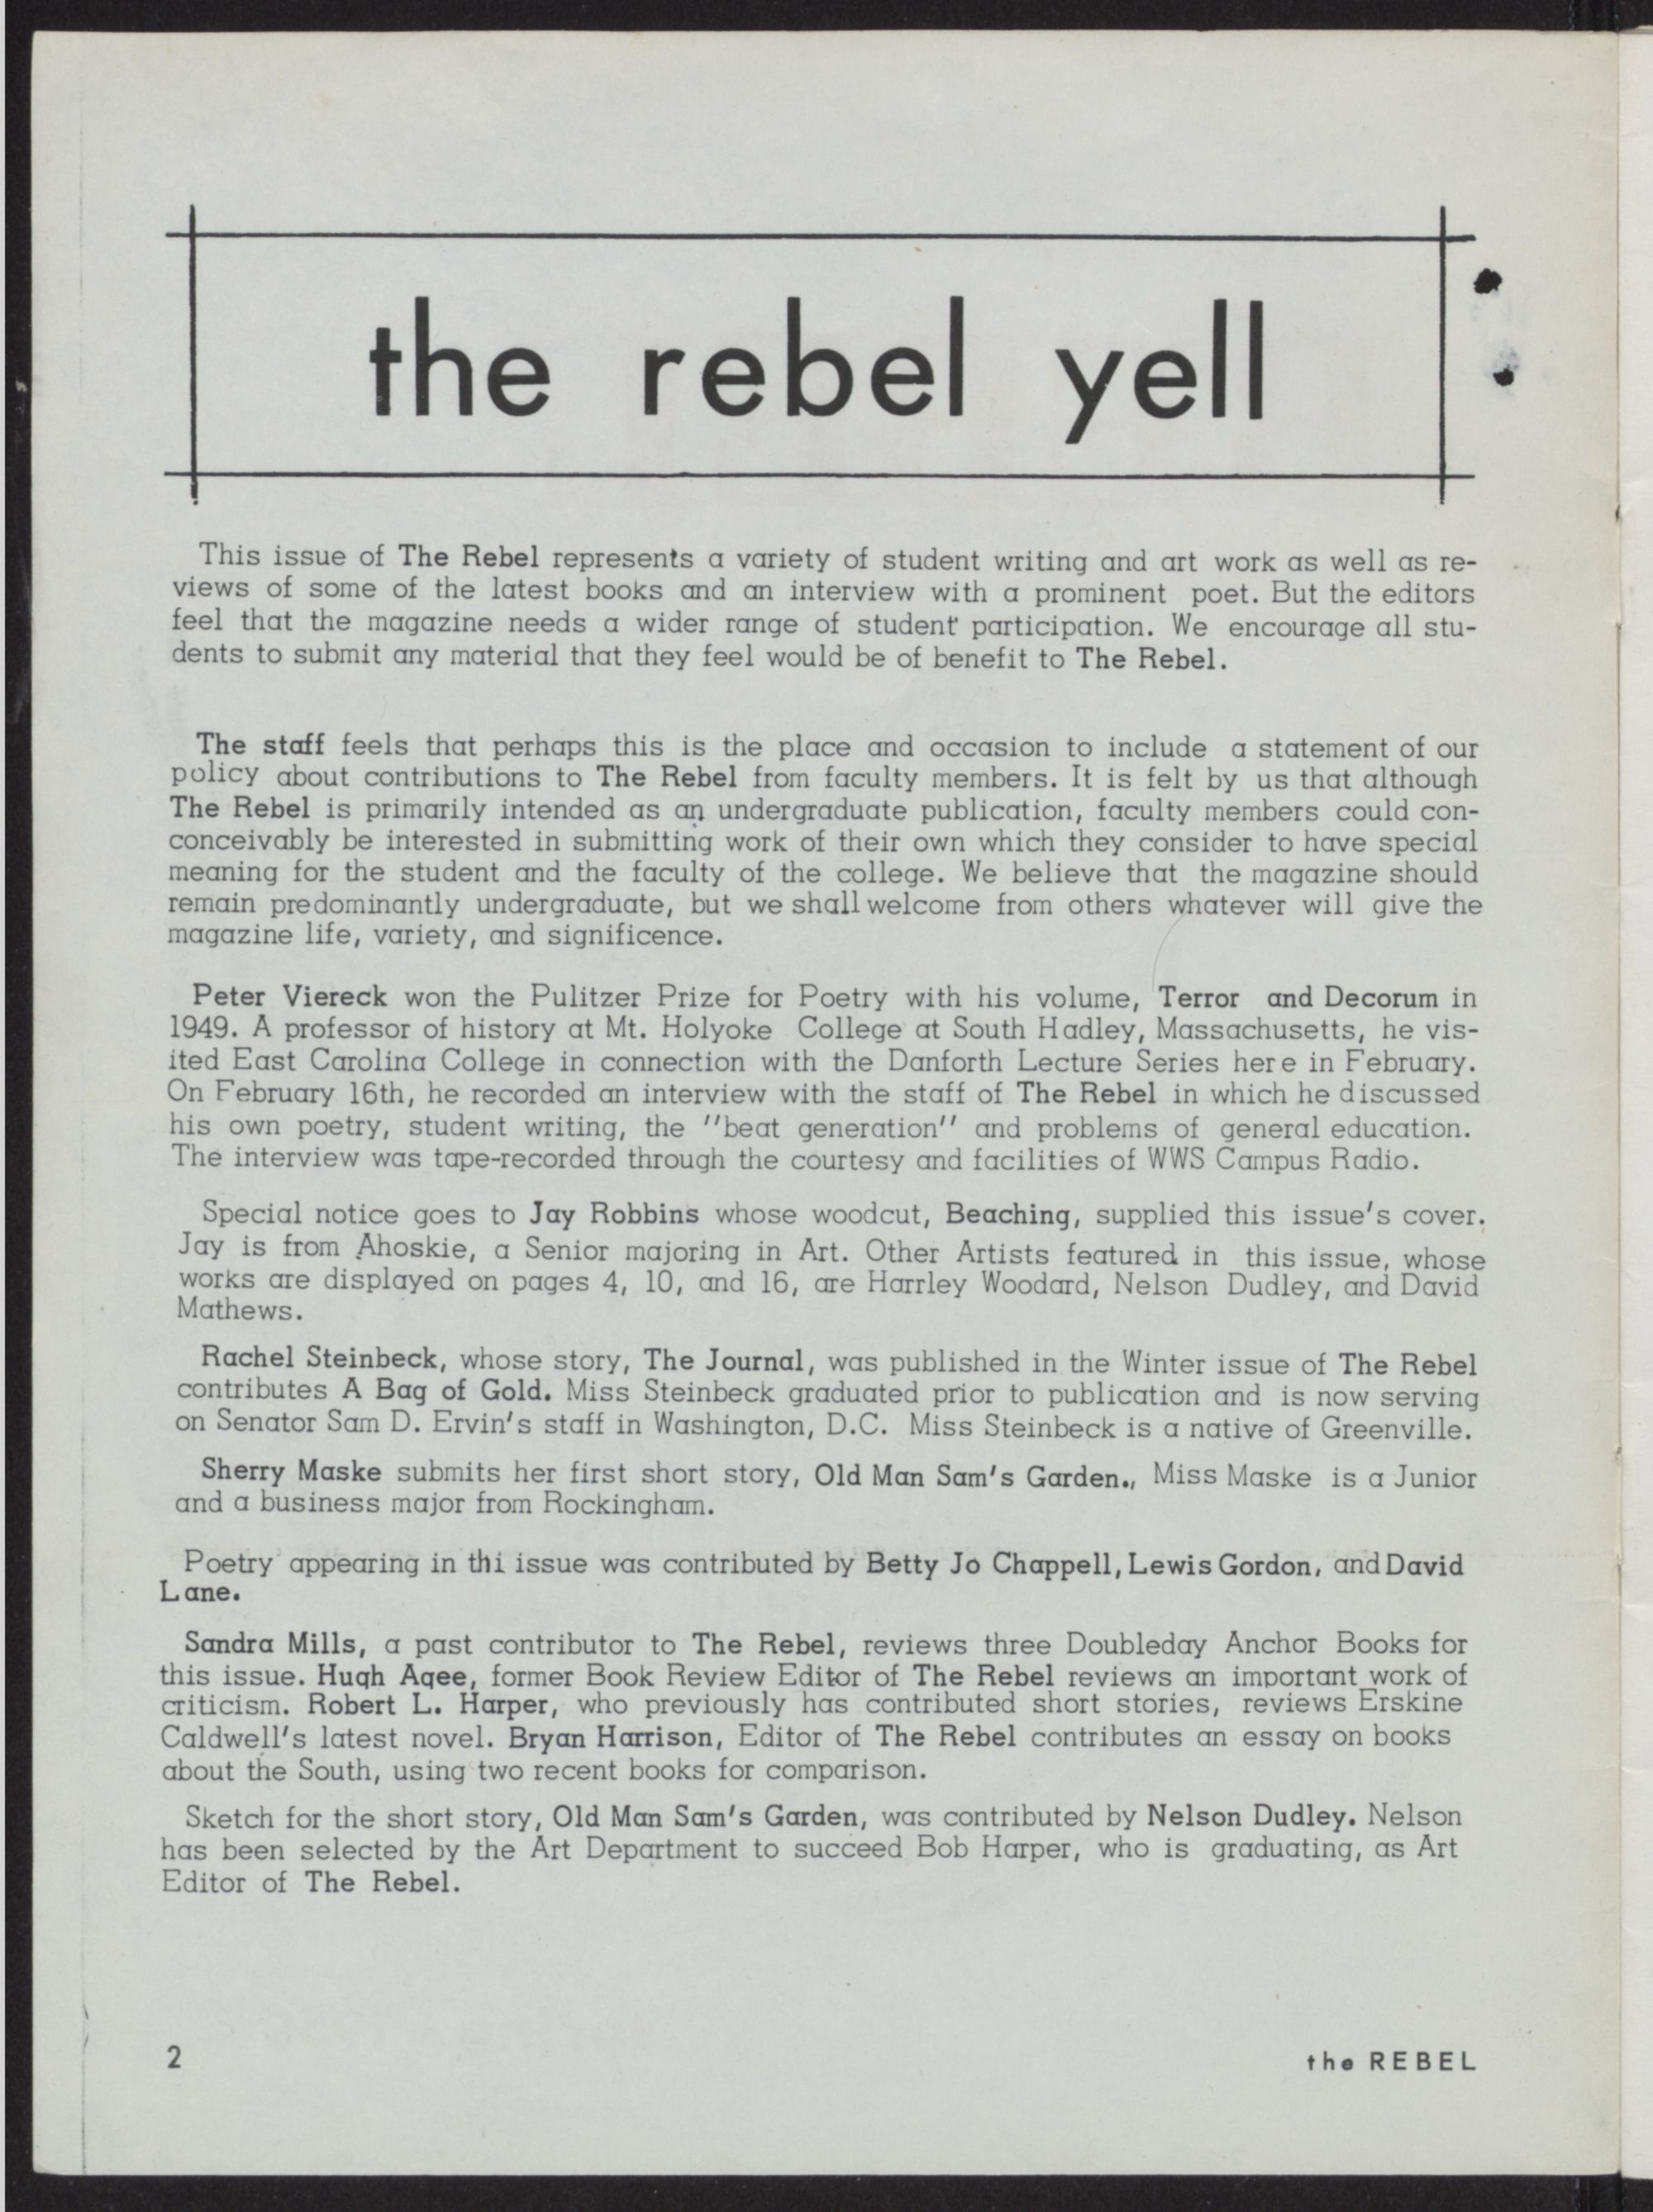 the rebel yell
This issue of The Rebel represents a variety of student writing and art work as well as re-
views of some of the latest books and an interview with a prominent poet. But the editors
feel that the magazine needs a wider range of student participation. We encourage all stu-
dents to submit any material that they feel would be of benefit to The Rebel.
The staff feels that perhaps this is the place and occasion to include a statement of our
policy about contributions to The Rebel from faculty members. It is felt by us that although
The Rebel is primarily intended as an undergraduate publication, faculty members could con-
conceivably be interested in submitting work of their own which they consider to have special
meaning for the student and the faculty of the college. We believe that the magazine should
remain predominantly undergraduate, but we shall welcome from others whatever will give the
magazine life, variety, and significence.
Peter Viereck won the Pulitzer Prize for Poetry with his volume, Terror and Decorum in
1949. A professor of history at Mt. Holyoke College at South Hadley, Massachusetts, he vis-
ited East Carolina College in connection with the Danforth Lecture Series here in February.
On February 16th, he recorded an interview with the staff of The Rebel in which he discussed
his own poetry, student writing, the "beat generation" and problems of general education.
The interview was tape-recorded through the courtesy and facilities of WWS Campus Radio.
Special notice goes to Jay Robbins whose woodcut, Beaching, supplied this issue's cover.
Jay is from Ahoskie, a Senior majoring in Art. Other Artists featured in this issue, whose
works are displayed on pages 4, 10, and 16, are Harrley Woodard, Nelson Dudley, and David
Mathews.
Rachel Steinbeck, whose story, The Journal, was published in the Winter issue of The Rebel
contributes A Bag of Gold. Miss Steinbeck graduated prior to publication and is now serving
on Senator Sam D. Ervin's staff in Washington, D.C. Miss Steinbeck is a native of Greenville.
Sherry Maske submits her first short story, Old Man Sam's Garden., Miss Maske is a Junior
and a business major from Rockingham.
Poetry appearing in thi issue was contributed by Betty Jo Chappell, Lewis Gordon, and David
Lane.
Sandra Mills, a past contributor to The Rebel, reviews three Doubleday Anchor Books for
this issue. Hugh Agee, former Book Review Editor of The Rebel reviews an important work of
criticism. Robert L. Harper, who previously has contributed short stories, reviews Erskine
Caldwell's latest novel. Bryan Harrison, Editor of The Rebel contributes an essay on books
about the South, using two recent books for comparison.
Sketch for the short story, Old Man Sam's Garden, was contributed by Nelson Dudley. Nelson
has been selected by the Art Department to succeed Bob Harper, who is graduating, as Art
Editor of The Rebel.
2
the REBEL